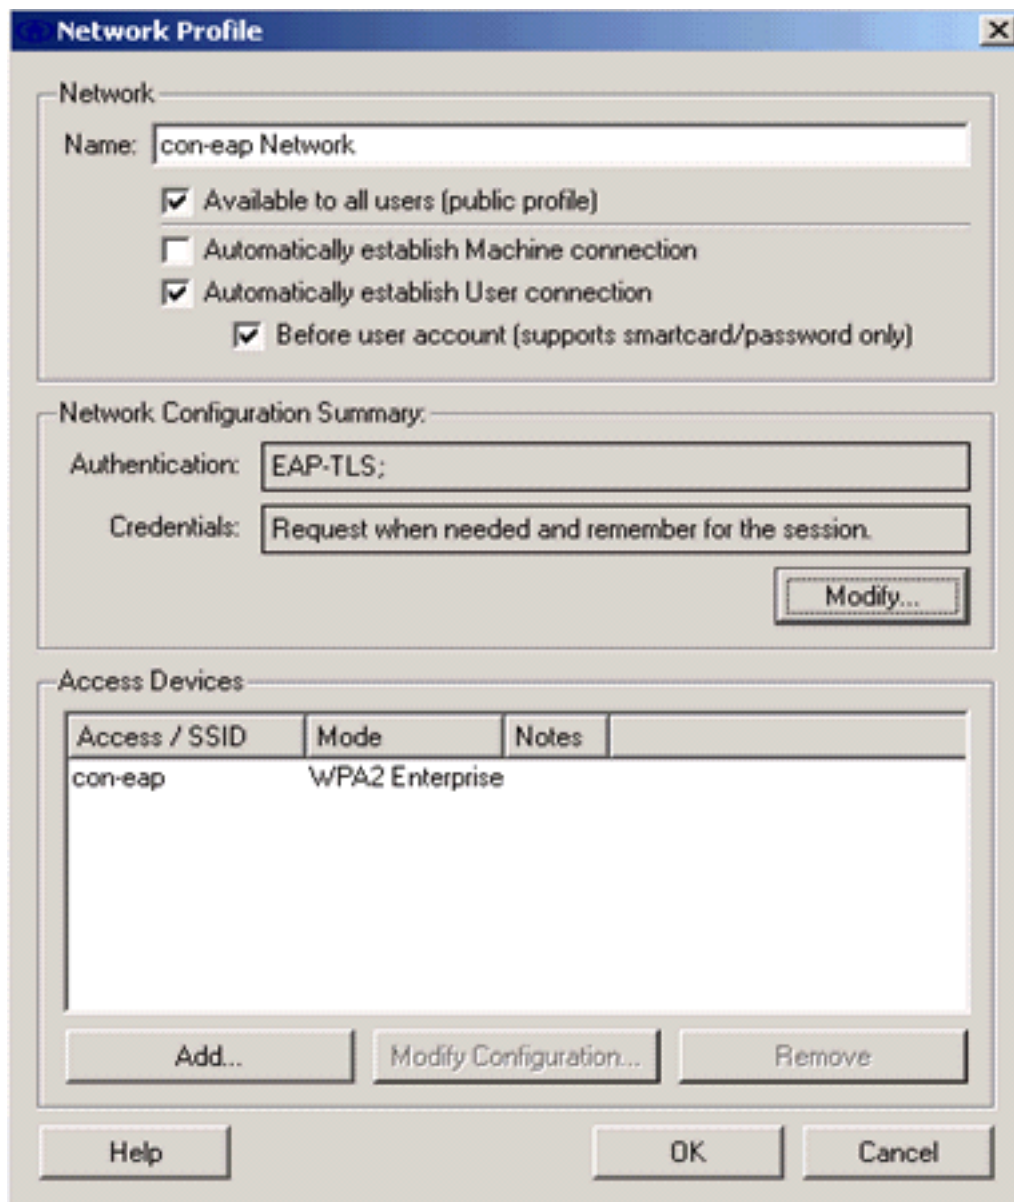 Network Profile
Network
Name: con-eap Network
Available to all users (public profile)
Automatically establish Machine connection
Automatically establish User connection
Before user account (supports smartcard/password only)
Network Configuration Summary:
Authentication: EAP-TLS;
Credentials: Request when needed and remember for the session.
Modify...
Access Devices
Access / SSID Mode Notes
con-eap WPA2 Enterprise
Add... Modify Configuration... Remove
Help OK Cancel